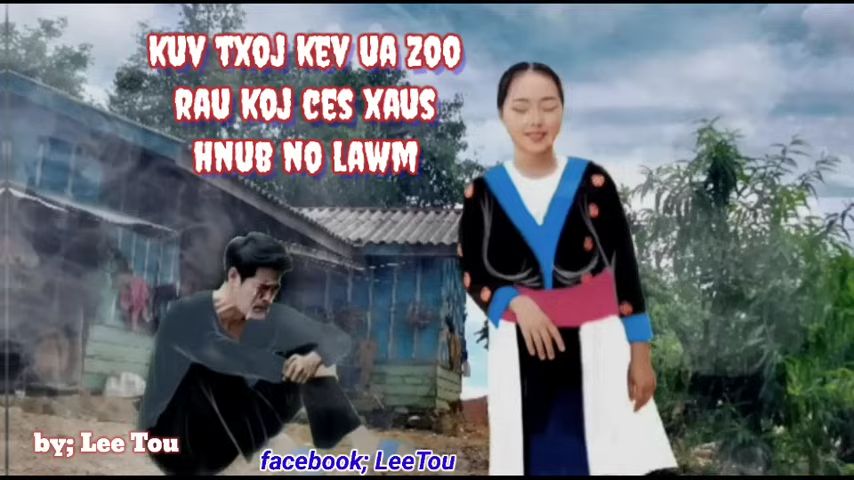 KUV TXOJ KEV UA ZOO
RAU KOJ CES XAUS
HNUB NO LAWM
by; Lee Tou
facebook; LeeTou